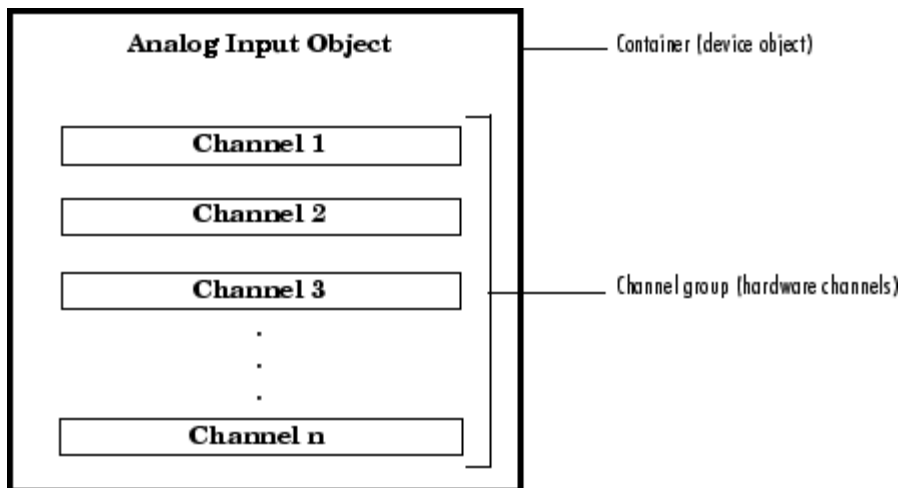 Analog Input Object
Container (device object)
Channel 1
Channel 2
Channel 3
Channel group (hardware channels)
.
.
.
Channel n